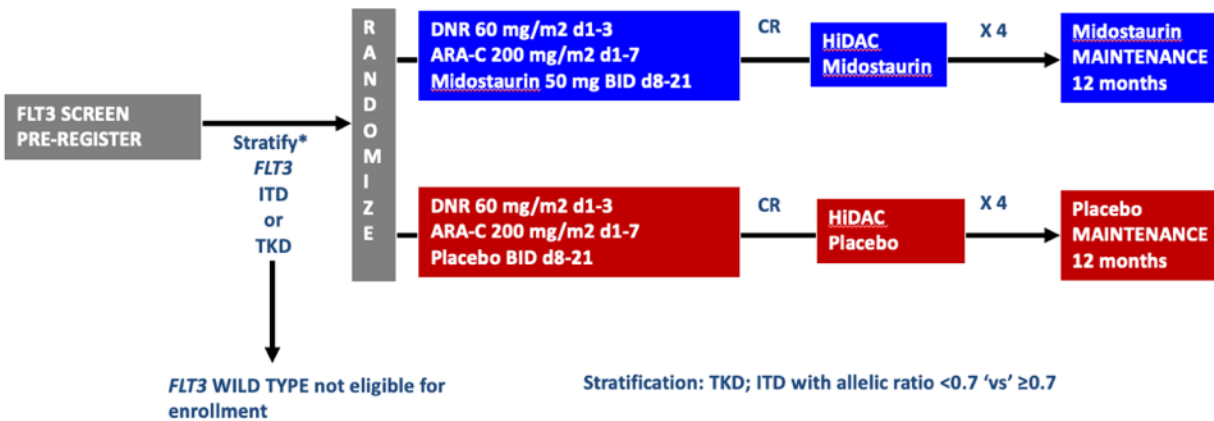 FLT3 SCREEN
PRE-REGISTER
Stratify*
FLT3
ITD
or
TKD
FLT3 WILD TYPE not eligible for
enrollment
R
A
N
D
O
M
I
Z
E
DNR 60 mg/m2 d1-3
ARA-C 200 mg/m2 d1-7
Midostaurin 50 mg BID d8-21
CR
HiDAC
Midostaurin
X 4
Midostaurin
MAINTENANCE
12 months
DNR 60 mg/m2 d1-3
ARA-C 200 mg/m2 d1-7
Placebo BID d8-21
CR
HiDAC
Placebo
X 4
Placebo
MAINTENANCE
12 months
Stratification: TKD; ITD with allelic ratio <0.7 ‘vs’ ≥0.7